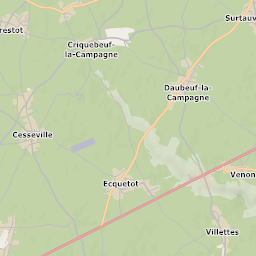 Surtauv
restot
Criquebeuf-
la-Campagne
Daubeuf-la-
Campagne
Cesseville
Venon
Ecquetot
Villettes